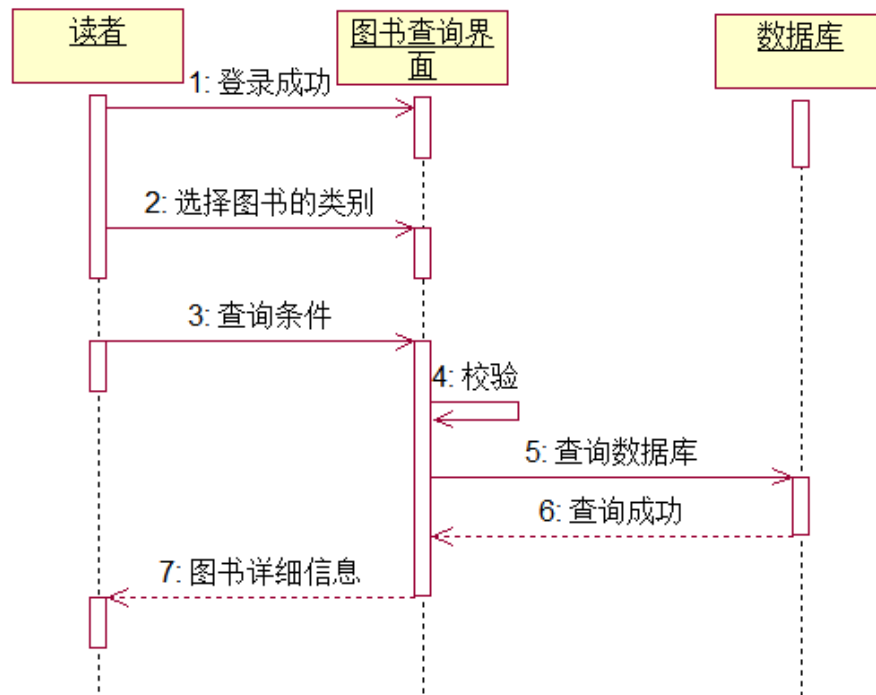 读者
图书查询界
面
数据库
1: 登录成功
2: 选择图书的类别
3: 查询条件
4: 校验
5: 查询数据库
6: 查询成功
7: 图书详细信息